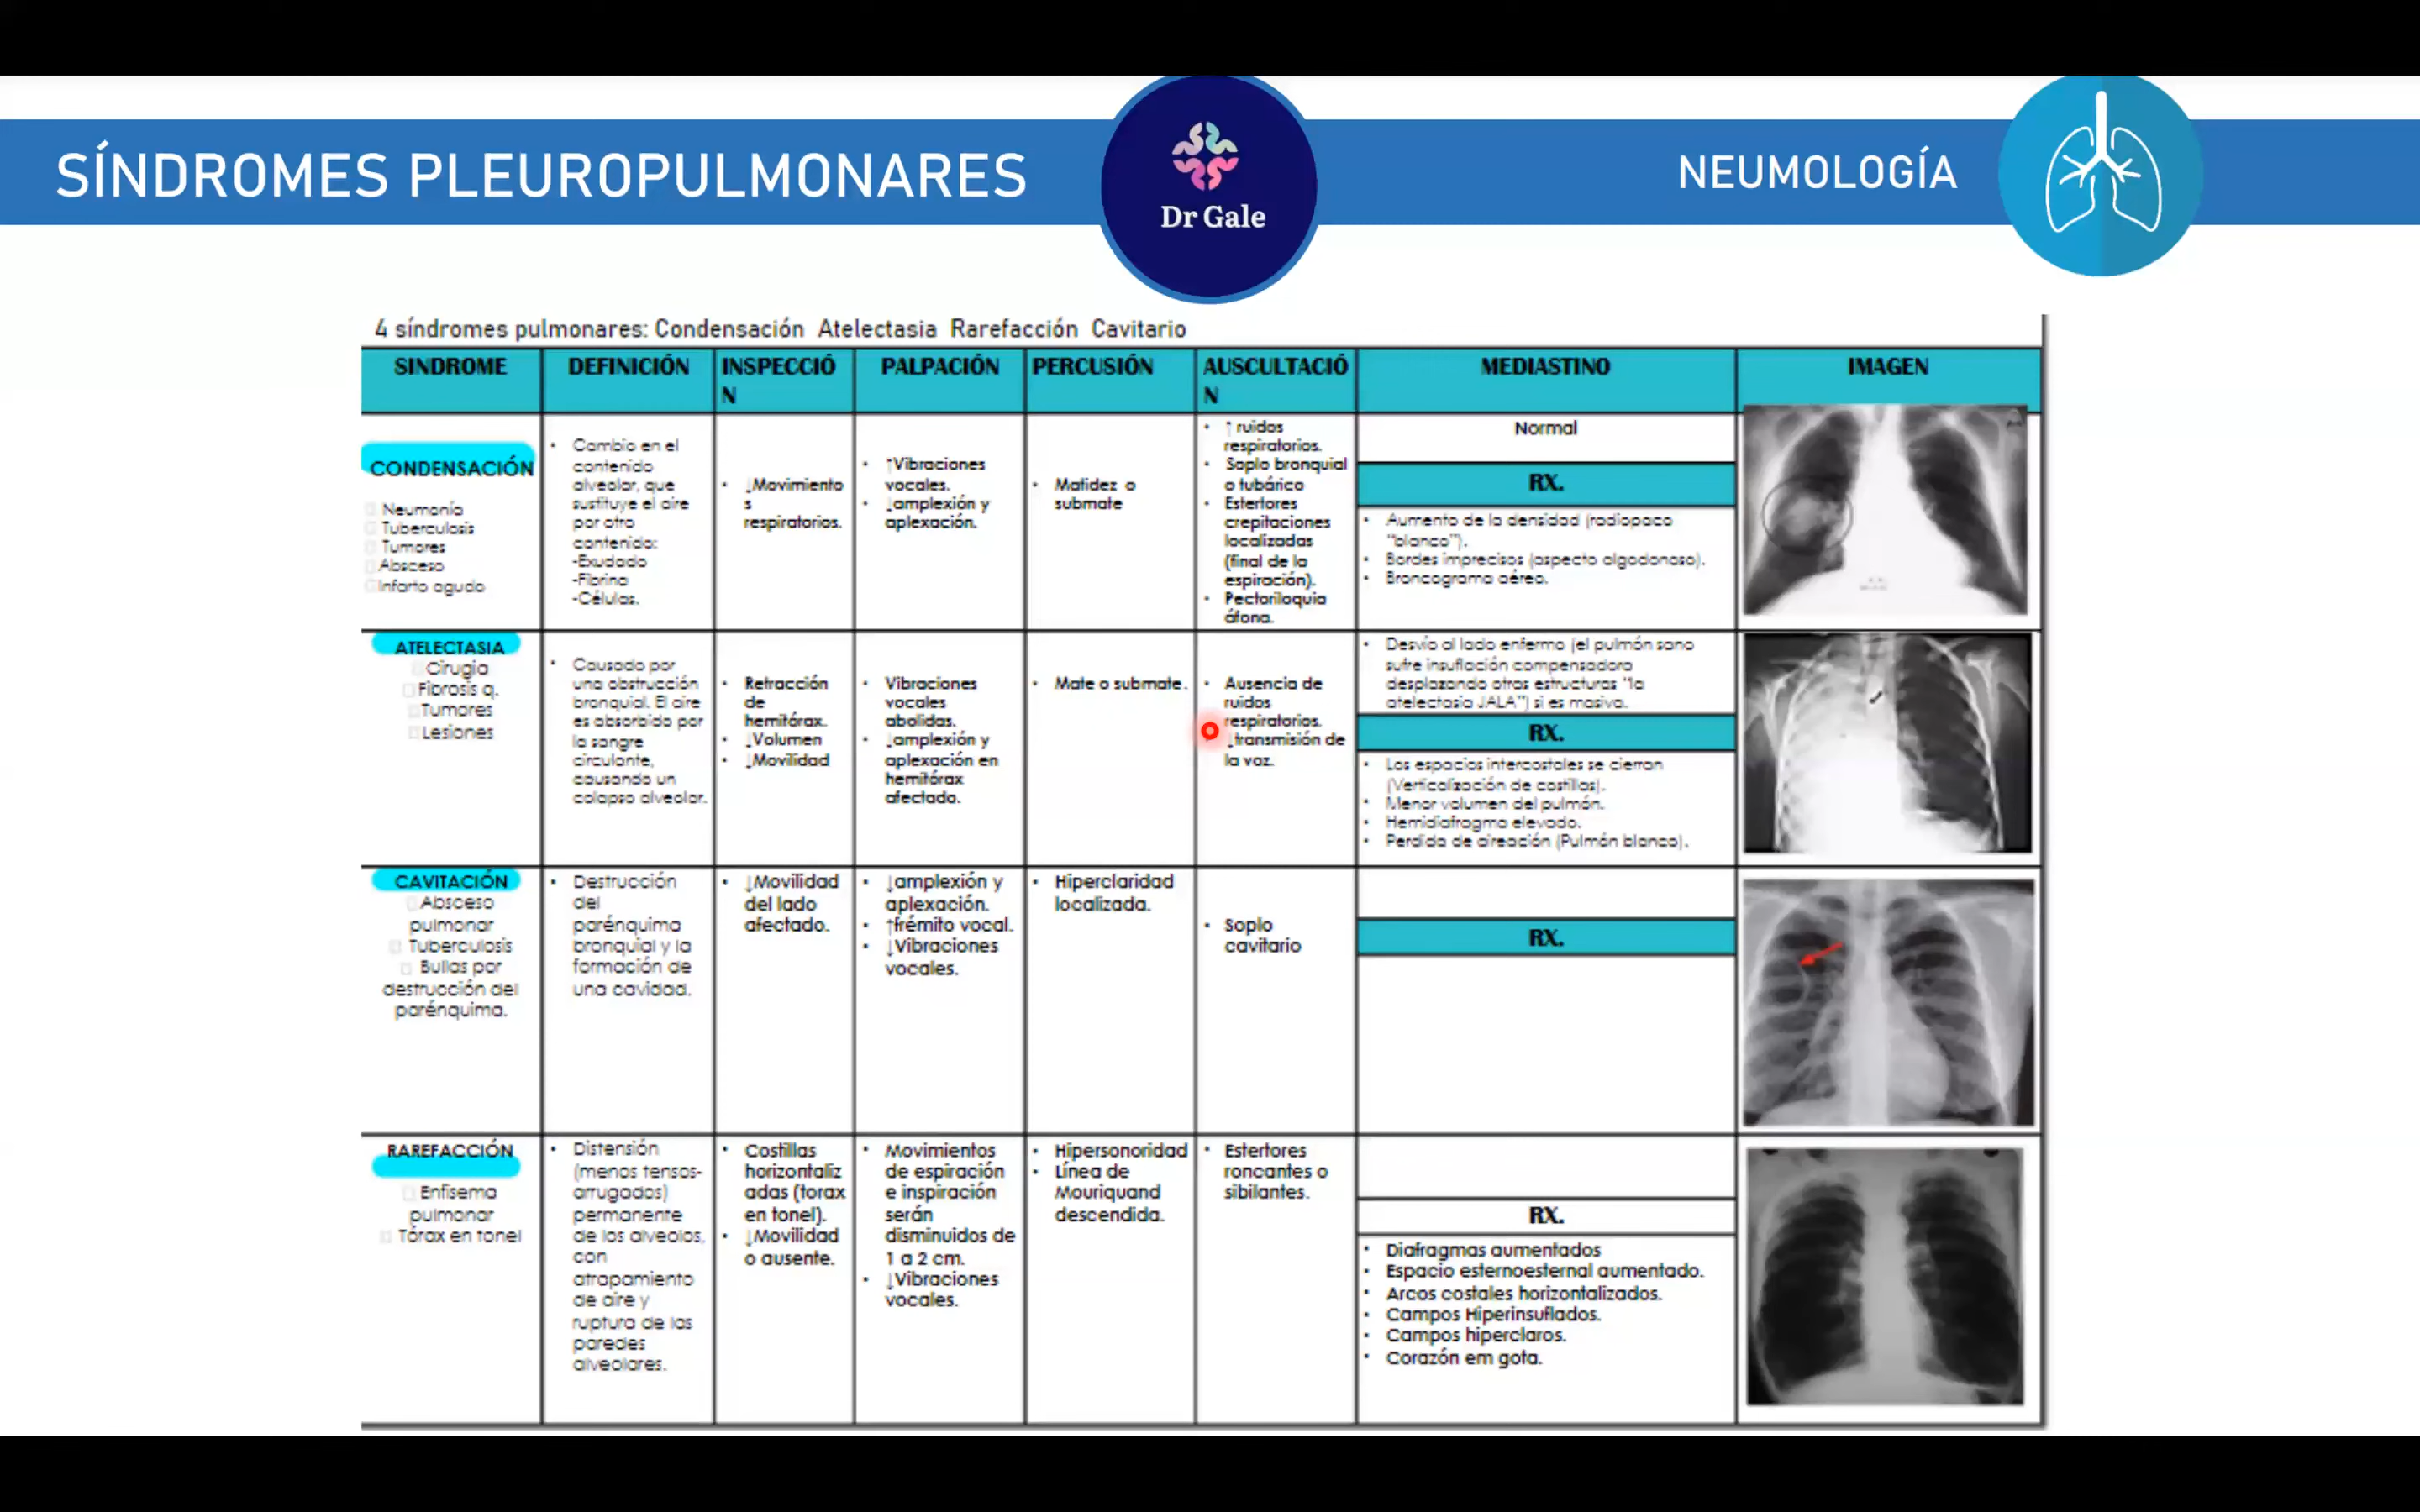 SÍNDROMES PLEUROPULMONARES
Dr Gale
NEUMOLOGÍA
4 síndromes pulmonares: Condensación Atelectasia Rarefacción Cavitario
SINDROME
DEFINICIÓN
INSPECCIÓ
N
PALPACIÓN
PERCUSIÓN
AUSCULTACIÓ
N
MEDIASTINO
IMAGEN
CONDENSACIÓN
Neumonía
Tuberculosis
Tumores
Absceso
Infarto agudo
• Cambio en el
contenido
alveolar, que
sustituye el aire
por otro
contenido:
-Exudado
-Fibrina
-Células.
• ↓Movimiento
s
respiratorios.
• ↑Vibraciones
vocales.
• ↓amplexión y
aplexación.
• Matidez o
submate
• ↑ ruidos
respiratorios.
• Soplo bronquial
o tubárico
• Estertores
crepitaciones
localizadas
(final de la
espiración).
• Pectoriloquia
áfona.
Normal
RX.
• Aumento de la densidad (radiopaco
"blanco").
• Bordes imprecisos (aspecto algodonoso).
• Broncograma aéreo.
ATELECTASIA
Cirugia
Fibrosis q.
Tumores
Lesiones
• Causado por
una obstrucción
bronquial. El aire
es absorbido por
la sangre
circulante,
causando un
colapso alveolar.
• Retracción
de
hemitórax.
• ↓Volumen
• ↓Movilidad
• Vibraciones
vocales
abolidas.
• ↓amplexión y
aplexación en
hemitórax
afectado.
• Mate o submate.
• Ausencia de
ruidos
respiratorios.
• ↓transmisión de
la voz.
• Desvío al lado enfermo (el pulmón sano
sufre insuflación compensadora
desplazando otras estructuras "la
atelectasia JALA") si es masiva.
RX.
• Los espacios intercostales se cierran
(Verticalización de costillas).
• Menor volumen del pulmón.
• Hemidiafragma elevado.
• Perdida de aireación (Pulmón blanco).
CAVITACIÓN
Absceso
pulmonar
Tuberculosis
Bullas por
destrucción del
parénquima.
• Destrucción
del
parénquima
bronquial y la
formación de
una cavidad.
• ↓Movilidad
del lado
afectado.
• ↓amplexión y
aplexación.
• ↑frémito vocal.
• ↓Vibraciones
vocales.
• Hiperclaridad
localizada.
• Soplo
cavitario
RX.
RAREFACCIÓN
Enfisema
pulmonar
Tórax en tonel
• Distensión
(menos tensos-
arrugados)
permanente
de los alveolos,
con
atrapamiento
de aire y
ruptura de las
paredes
alveolares.
• Costillas
horizontaliz
adas (torax
en tonel).
• ↓Movilidad
o ausente.
• Movimientos
de espiración
e inspiración
serán
disminuidos de
1 a 2 cm.
• ↓Vibraciones
vocales.
• Hipersonoridad
• Línea de
Mouriquand
descendida.
• Estertores
roncantes o
sibilantes.
RX.
• Diafragmas aumentados
• Espacio esternoesternal aumentado.
• Arcos costales horizontalizados.
• Campos Hiperinsuflados.
• Campos hiperclaros.
• Corazón em gota.